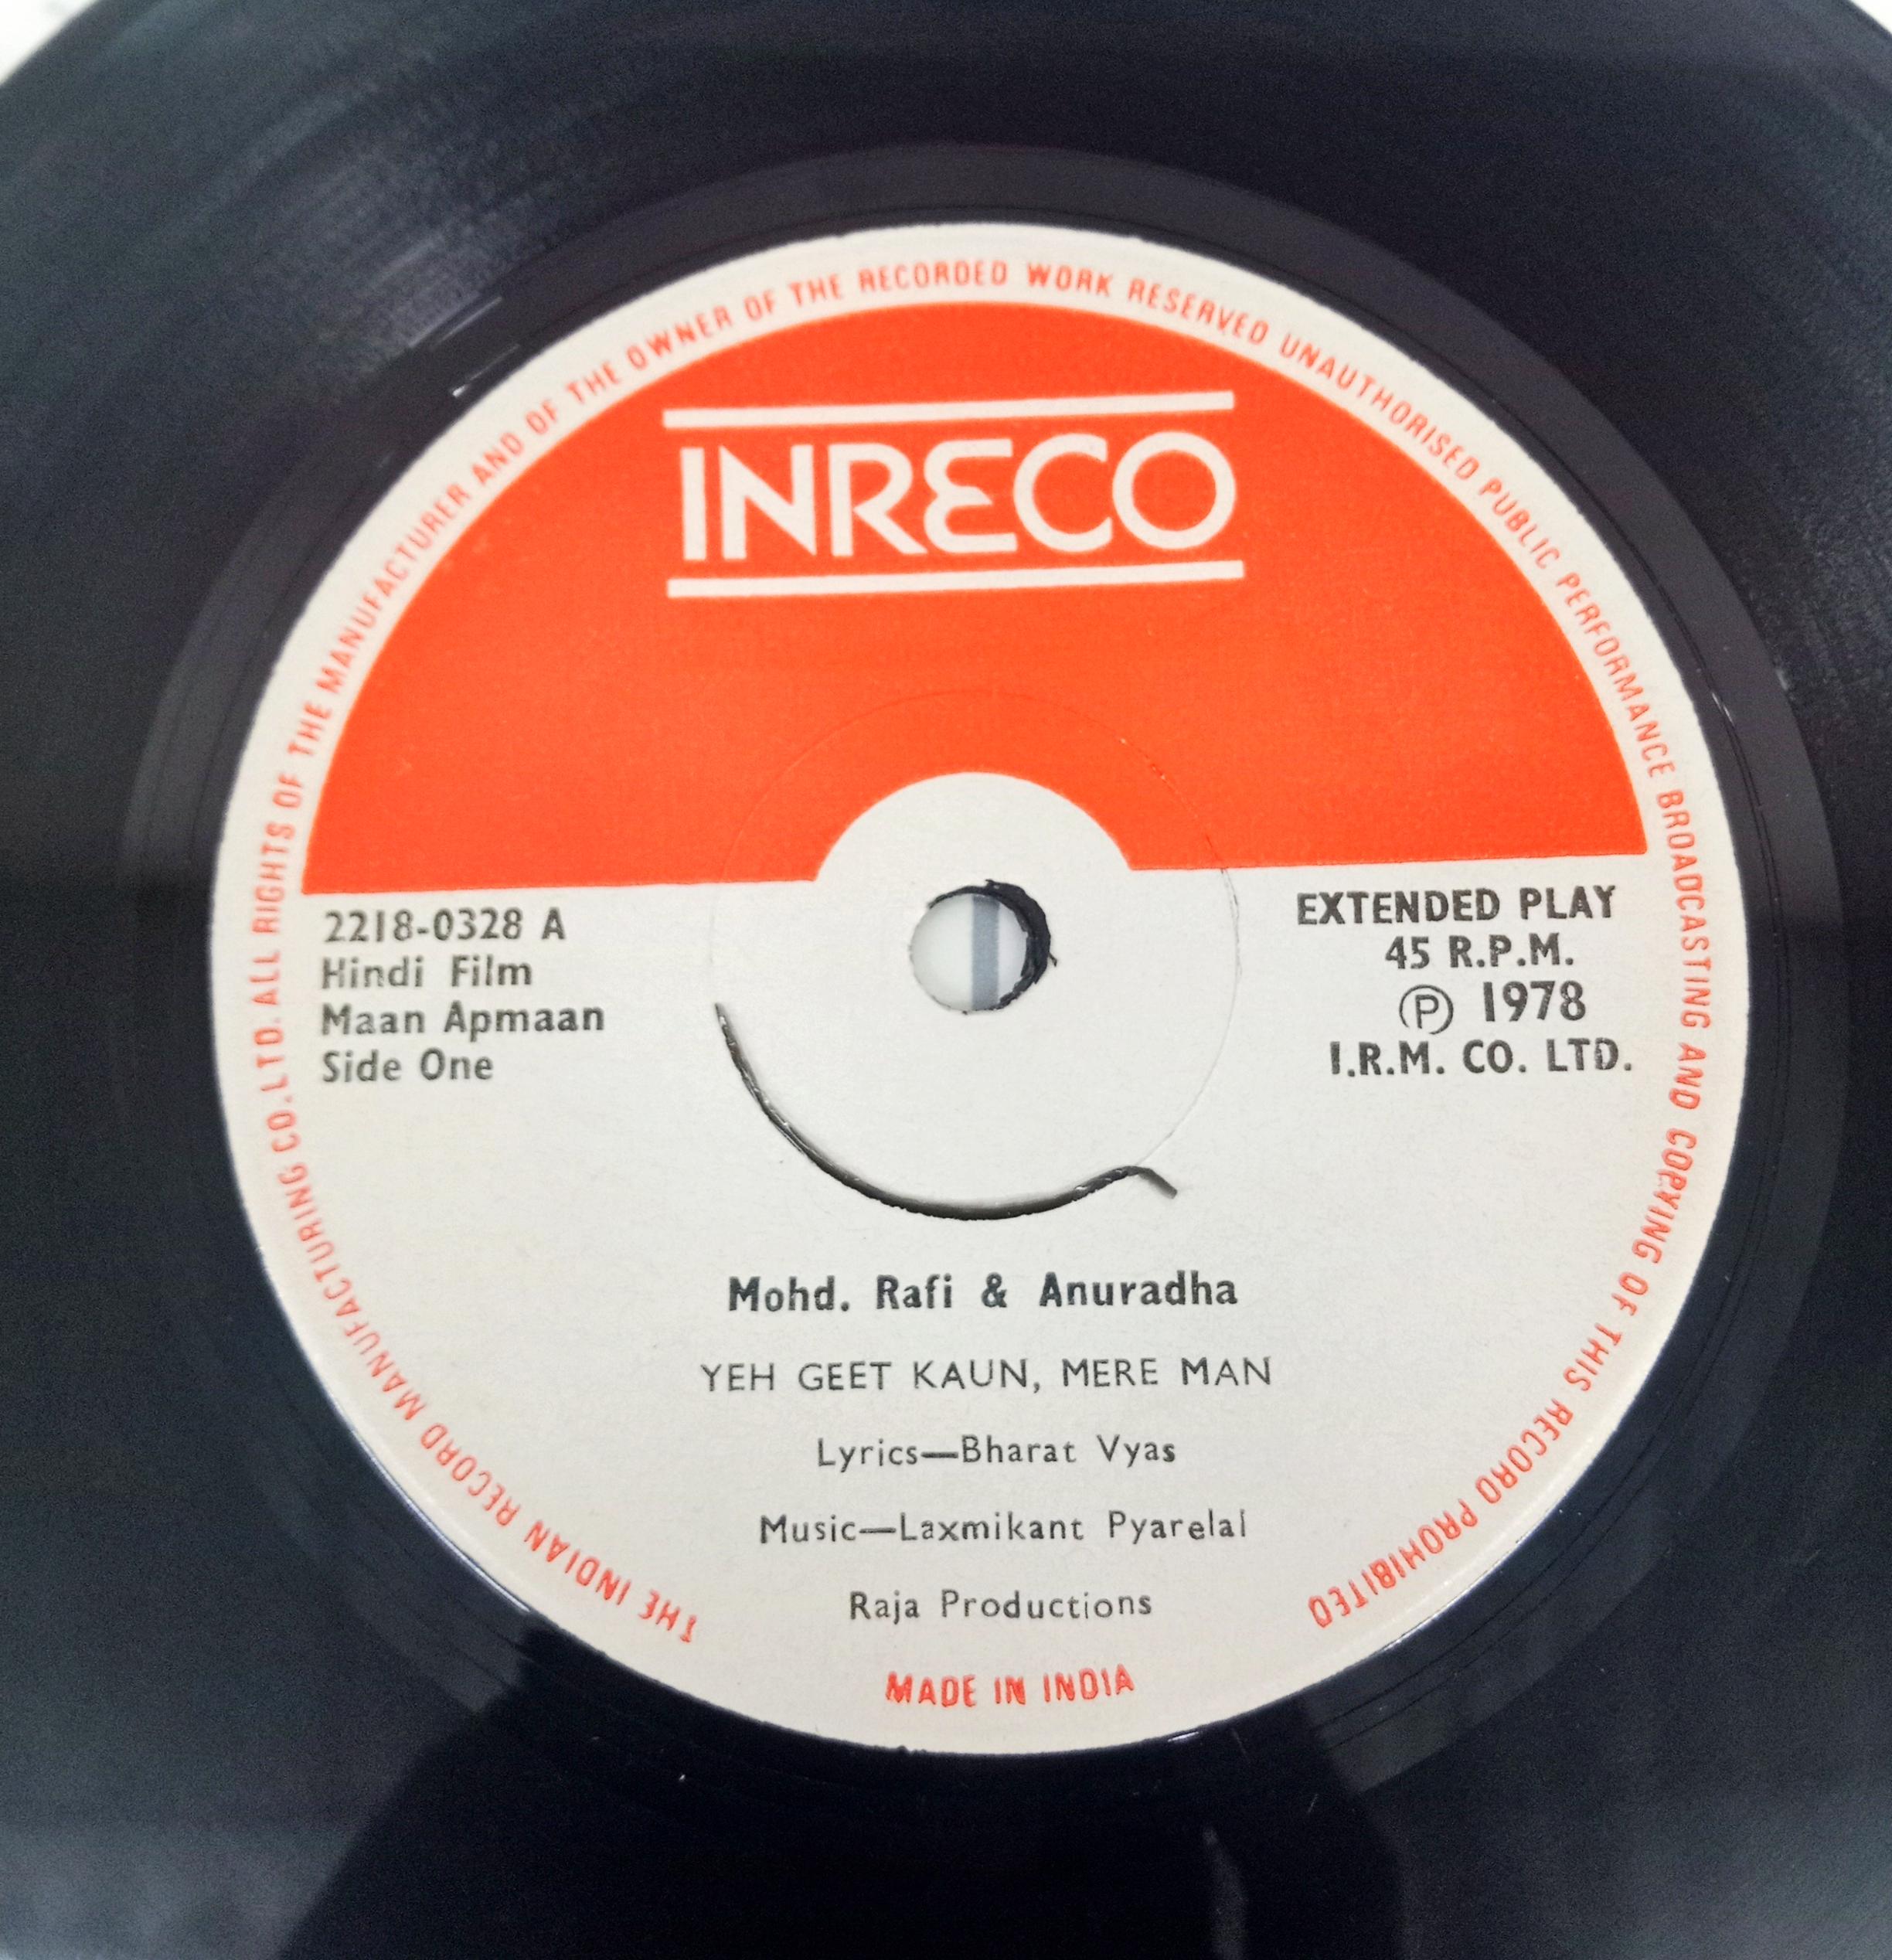 THE INDIAN RECORD MANUFACTURING CO. LTD. ALL RIGHTS OF THE MANUFACTURER AND OF THE OWNER OF THE RECORDED WORK RESERVED UNAUTHORISED PUBLIC PERFORMANCE BROADCASTING AND COPYING OF THIS RECORD PROHIBITED
INRECO
2218-0328 A
Hindi Film
Maan Apmaan
Side One
EXTENDED PLAY
45 R.P.M.
Ⓟ 1978
I.R.M. CO. LTD.
Mohd. Rafi & Anuradha
YEH GEET KAUN, MERE MAN
Lyrics—Bharat Vyas
Music—Laxmikant Pyarelal
Raja Productions
MADE IN INDIA